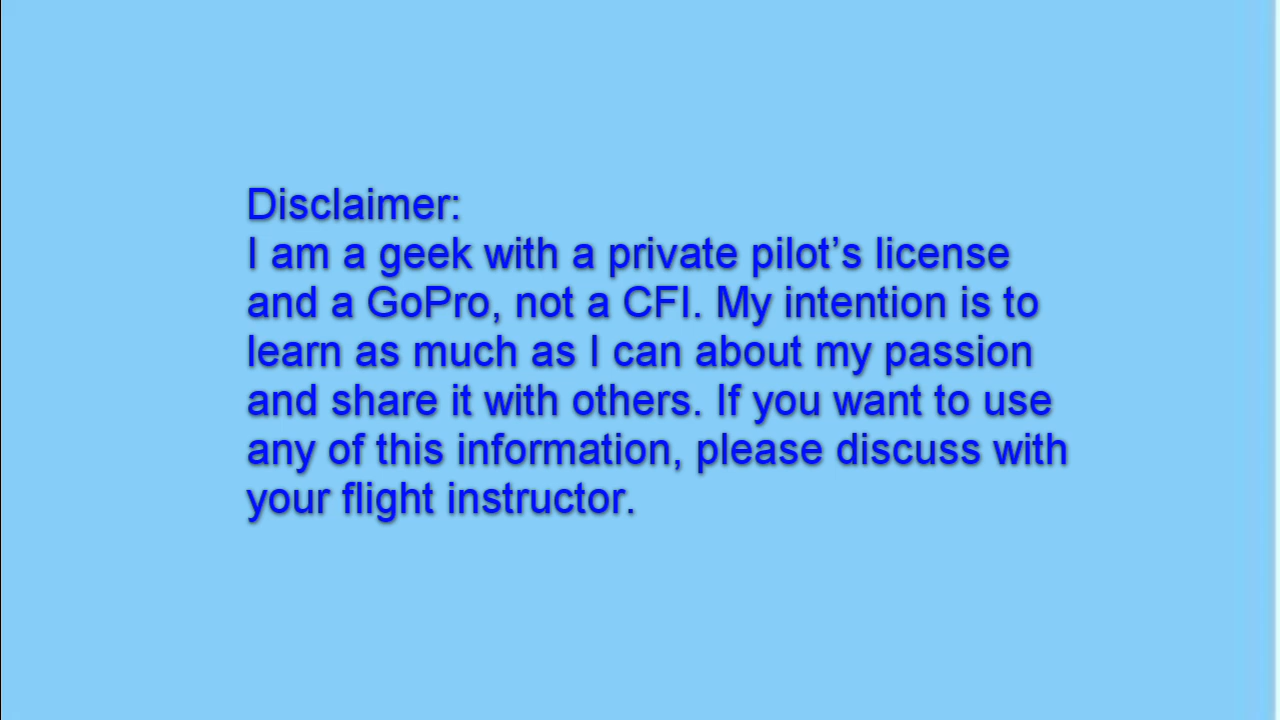 Disclaimer:
I am a geek with a private pilot’s license
and a GoPro, not a CFI. My intention is to
learn as much as I can about my passion
and share it with others. If you want to use
any of this information, please discuss with
your flight instructor.